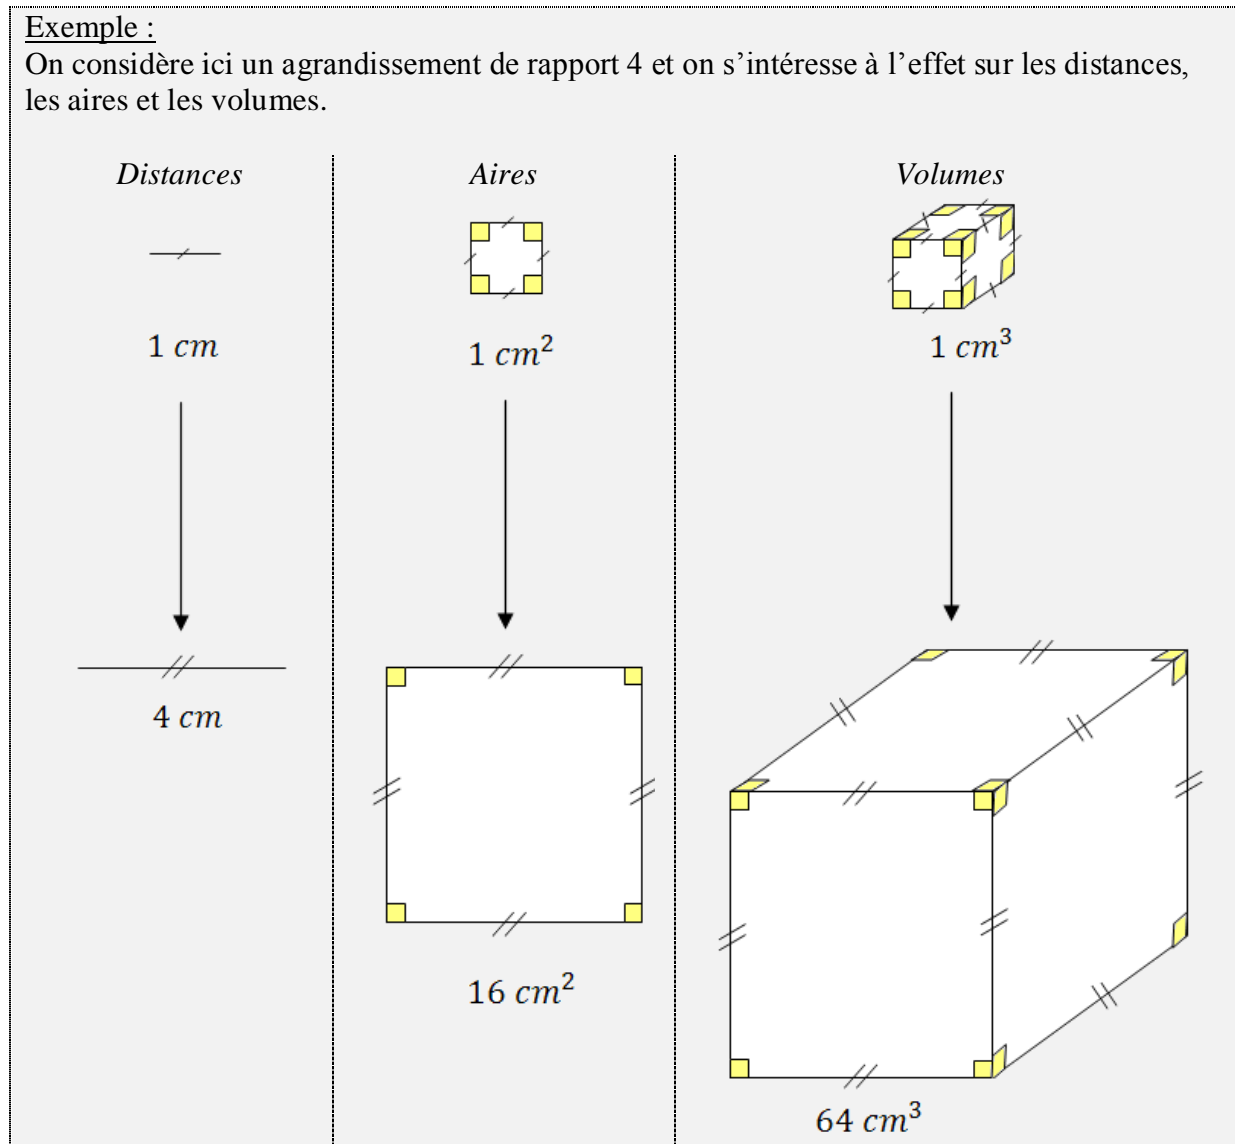 Exemple :
On considère ici un agrandissement de rapport 4 et on s’intéresse à l’effet sur les distances,
les aires et les volumes.
Distances
Aires
Volumes
1 cm
1 cm²
1 cm³
4 cm
16 cm²
64 cm³